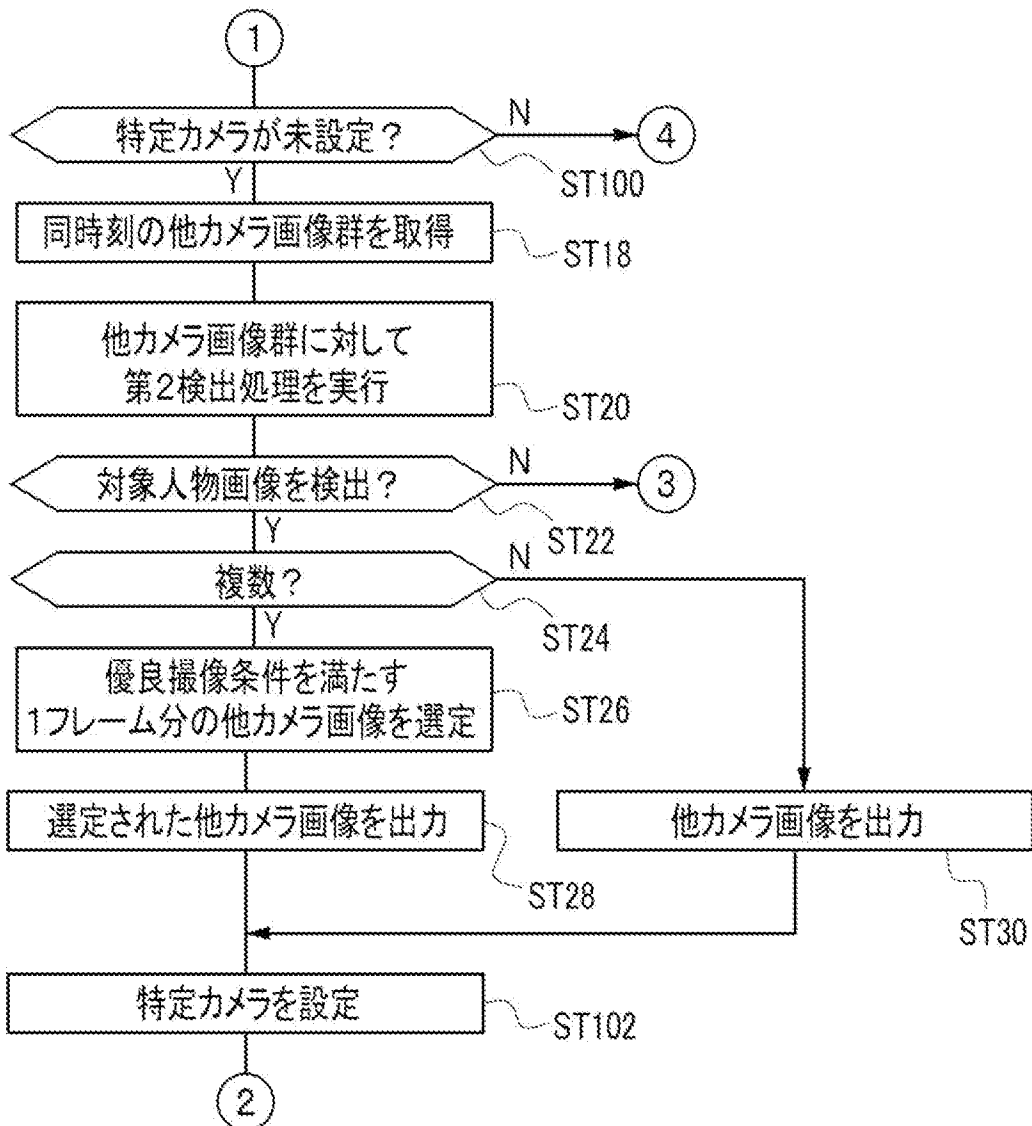 1
特定カメラが未設定？
N
4
ST100
Y
同時刻の他カメラ画像群を取得
ST18
他カメラ画像群に対して
第2検出処理を実行
ST20
対象人物画像を検出？
N
3
ST22
Y
複数？
N
ST24
Y
優良撮像条件を満たす
1フレーム分の他カメラ画像を選定
ST26
選定された他カメラ画像を出力
ST28
他カメラ画像を出力
ST30
特定カメラを設定
ST102
2